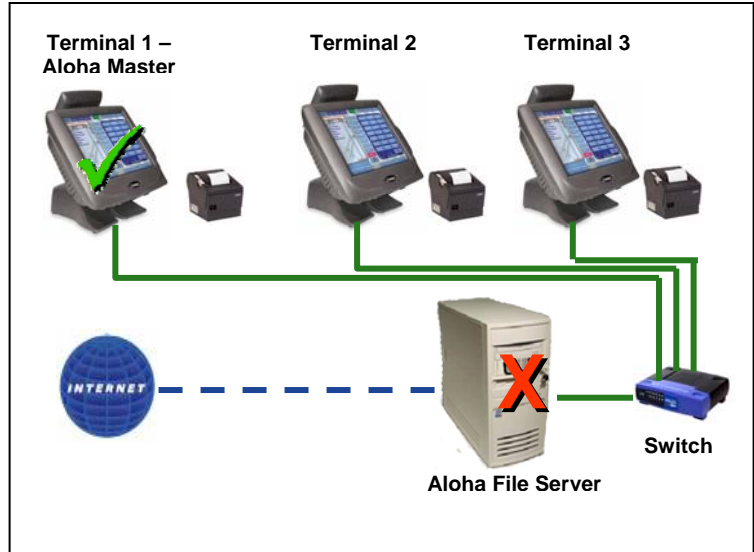 Terminal 1 –
Aloha Master
Terminal 2
Terminal 3
INTERNET
X
Switch
Aloha File Server